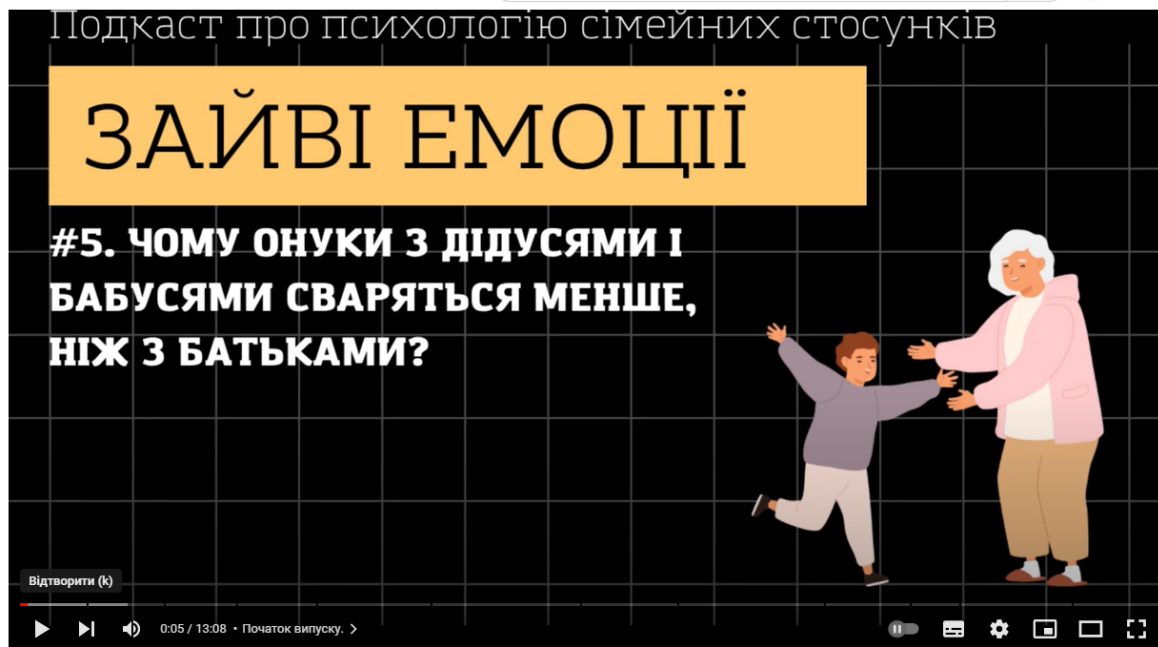 Подкаст про психологію сімейних стосунків
ЗАЙВІ ЕМОЦІЇ
#5. ЧОМУ ОНУКИ З ДІДУСЯМИ І
БАБУСЯМИ СВАРЯТЬСЯ МЕНШЕ,
НІЖ З БАТЬКАМИ?
Відтворити (k)
0:05 / 13:08 • Початок випуску. >